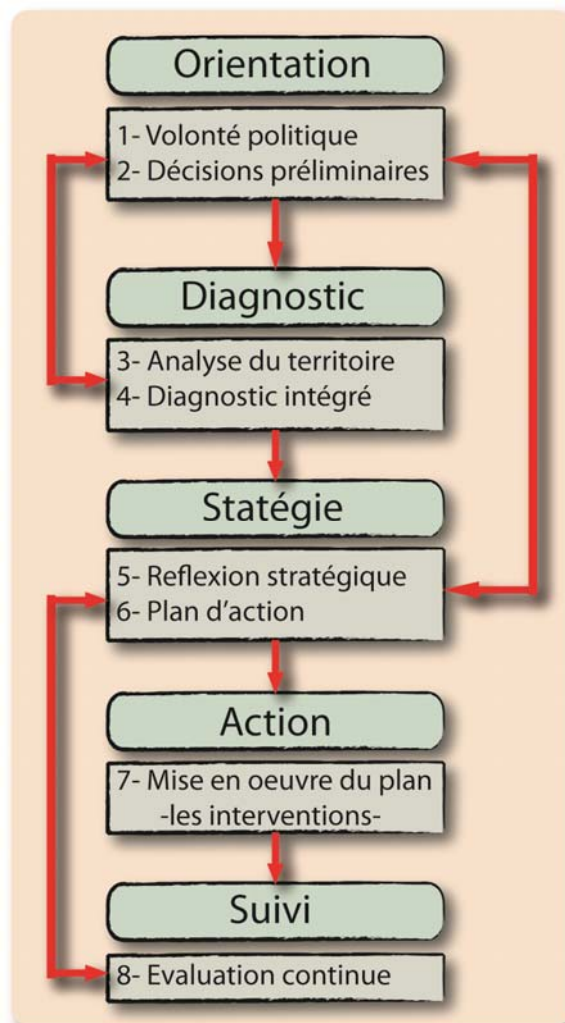 Orientation
1- Volonté politique
2- Décisions préliminaires
Diagnostic
3- Analyse du territoire
4- Diagnostic intégré
Statégie
5- Reflexion stratégique
6- Plan d'action
Action
7- Mise en oeuvre du plan
-les interventions-
Suivi
8- Evaluation continue